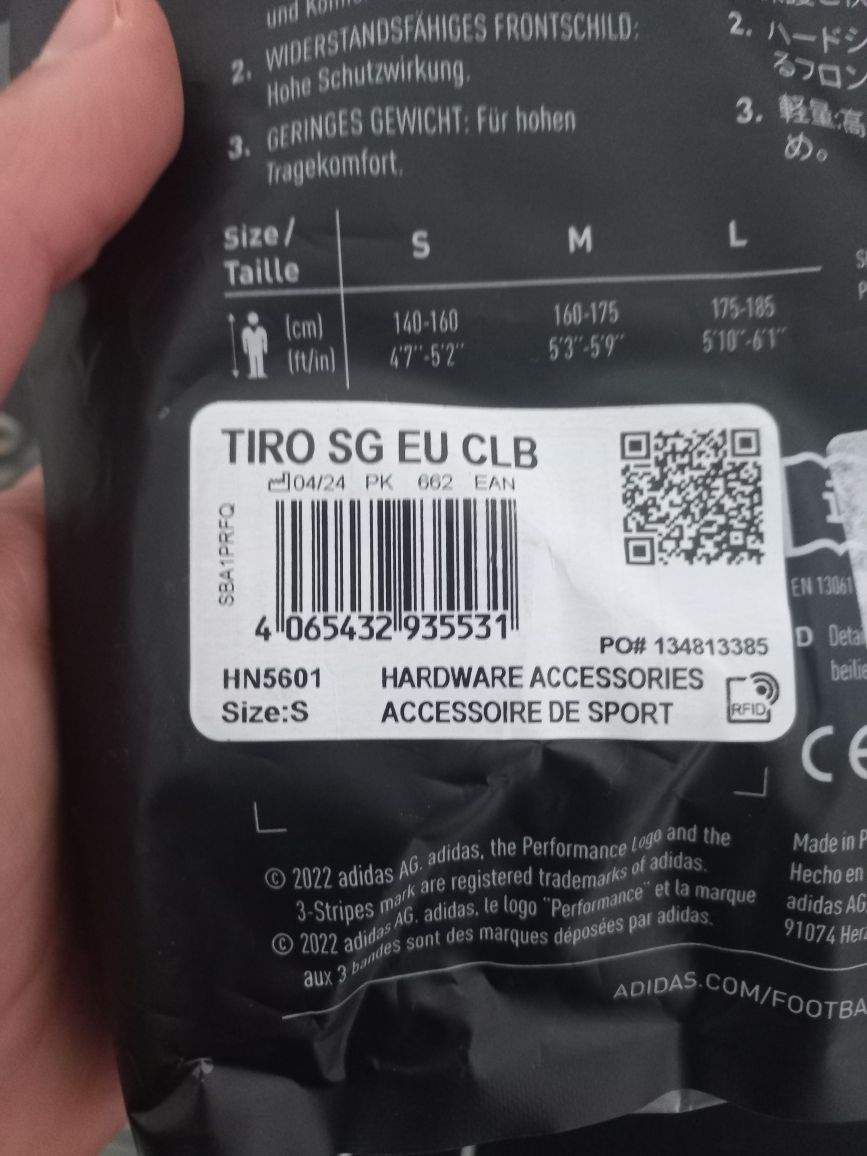 und
2. WIDERSTANDSFÄHIGES FRONTSCHILD:
Hohe Schutzwirkung.
3. GERINGES GEWICHT: Für hohen
Tragekomfort.
2. ハードシ
るフロン
3. 軽量:高
め。
Size/ S M L
Taille
(cm) 140-160 160-175 175-185
(ft/in) 4'7"-5'2" 5'3"-5'9" 5'10"-6'1"
TIRO SG EU CLB
04/24 PK 662 EAN
SBA1PRFQ
4 065432 935531
PO# 134813385
HN5601 HARDWARE ACCESSORIES
Size:S ACCESSOIRE DE SPORT
RFID
i
EN 13061
D Deta
beilie
CE
© 2022 adidas AG. adidas, the Performance Logo and the
3-Stripes mark are registered trademarks of adidas.
© 2022 adidas AG. adidas, le logo "Performance" et la marque
aux 3 bandes sont des marques déposées par adidas.
Made in P
Hecho en
adidas AG
91074 Herz
ADIDAS.COM/FOOTBA